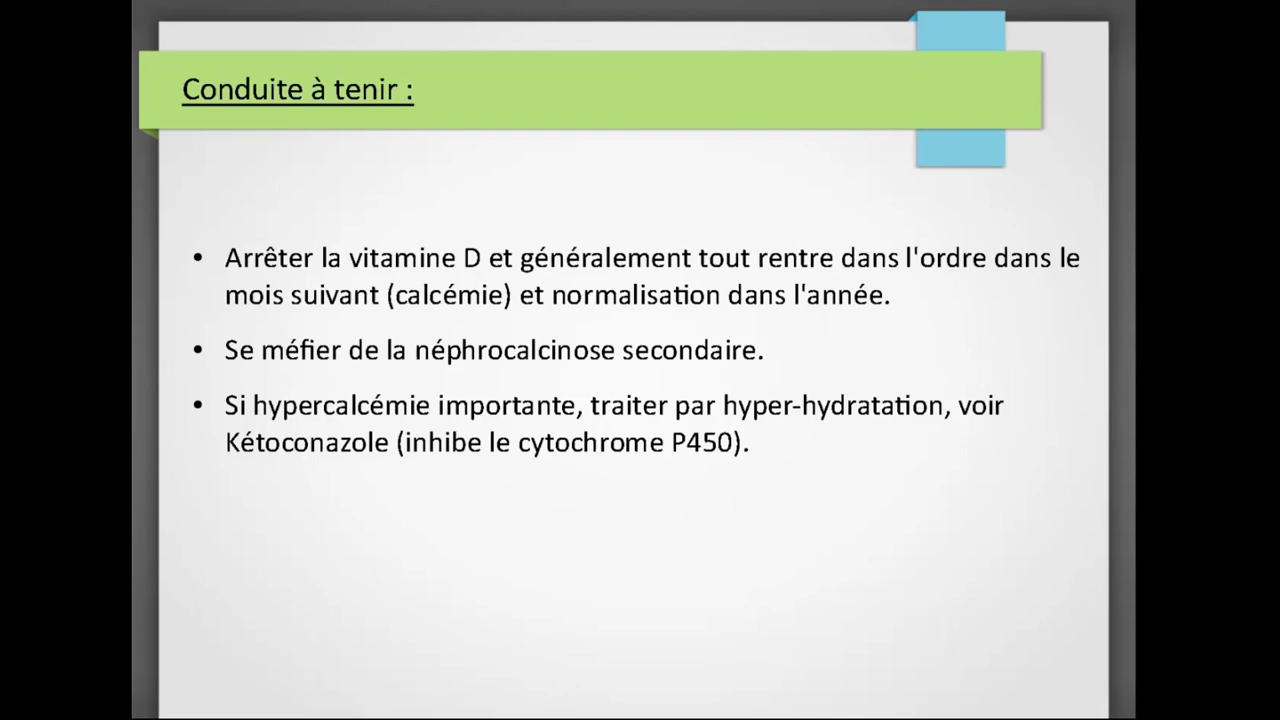 Conduite à tenir :
• Arrêter la vitamine D et généralement tout rentre dans l'ordre dans le
mois suivant (calcémie) et normalisation dans l'année.
• Se méfier de la néphrocalcinose secondaire.
• Si hypercalcémie importante, traiter par hyper-hydratation, voir
Kétoconazole (inhibe le cytochrome P450).